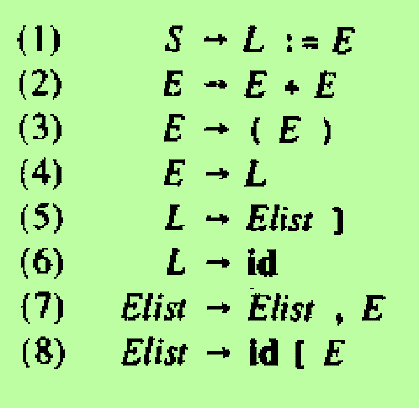 (1) S → L := E
(2) E → E + E
(3) E → ( E )
(4) E → L
(5) L → Elist ]
(6) L → id
(7) Elist → Elist , E
(8) Elist → id [ E